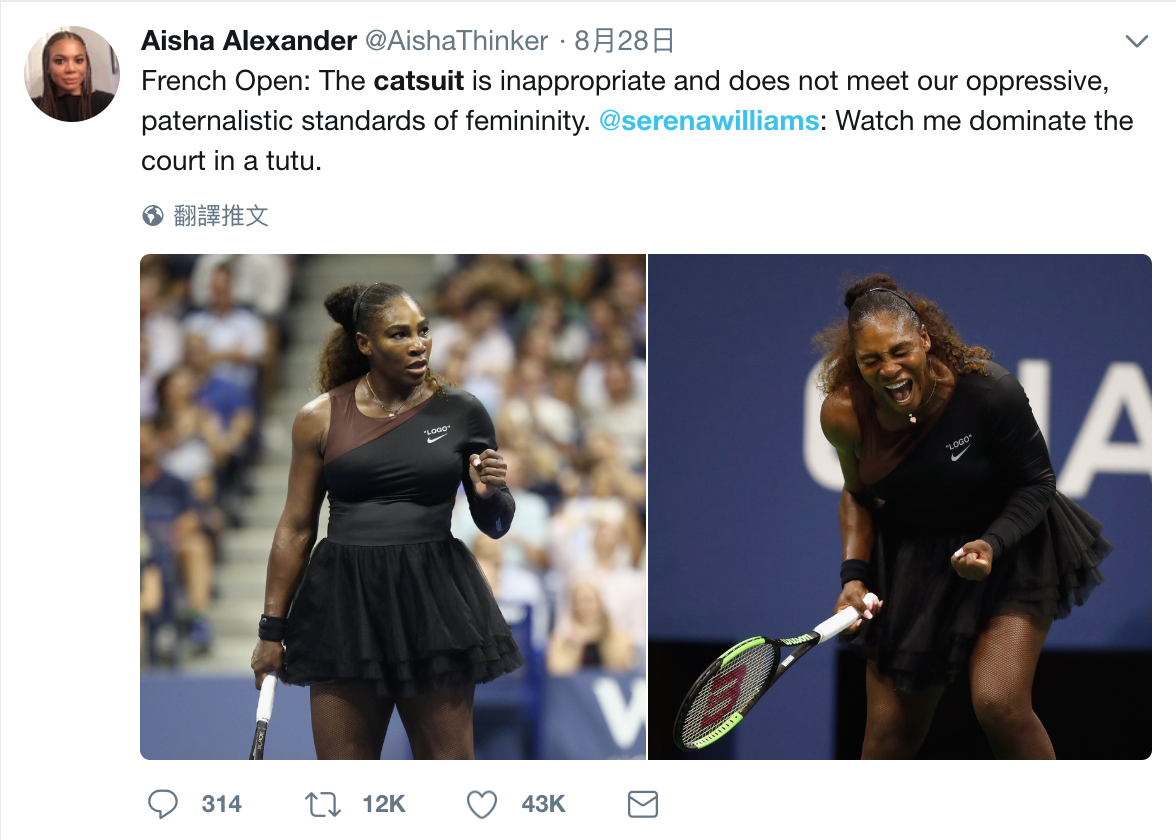 Aisha Alexander @AishaThinker · 8月28日
French Open: The catsuit is inappropriate and does not meet our oppressive,
paternalistic standards of femininity. @serenawilliams: Watch me dominate the
court in a tutu.
翻譯推文
"LOGO"
"LOGO"
wilson
314 12K 43K